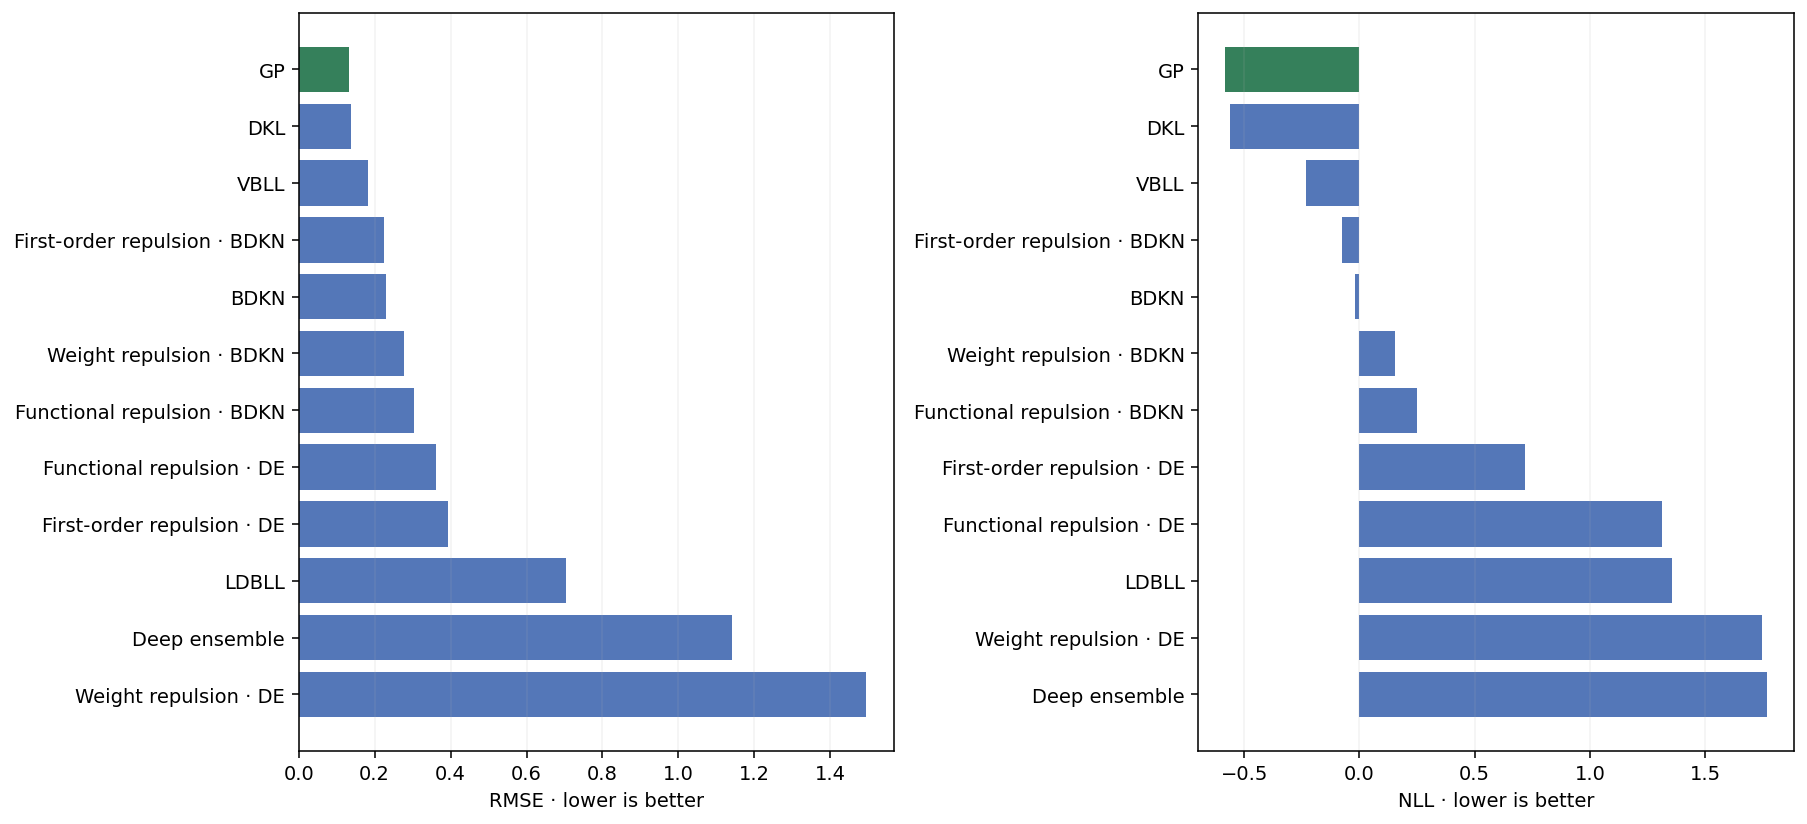 GP
DKL
VBLL
First-order repulsion · BDKN
BDKN
Weight repulsion · BDKN
Functional repulsion · BDKN
Functional repulsion · DE
First-order repulsion · DE
LDBLL
Deep ensemble
Weight repulsion · DE
0.0 0.2 0.4 0.6 0.8 1.0 1.2 1.4
RMSE · lower is better
GP
DKL
VBLL
First-order repulsion · BDKN
BDKN
Weight repulsion · BDKN
Functional repulsion · BDKN
First-order repulsion · DE
Functional repulsion · DE
LDBLL
Weight repulsion · DE
Deep ensemble
−0.5 0.0 0.5 1.0 1.5
NLL · lower is better